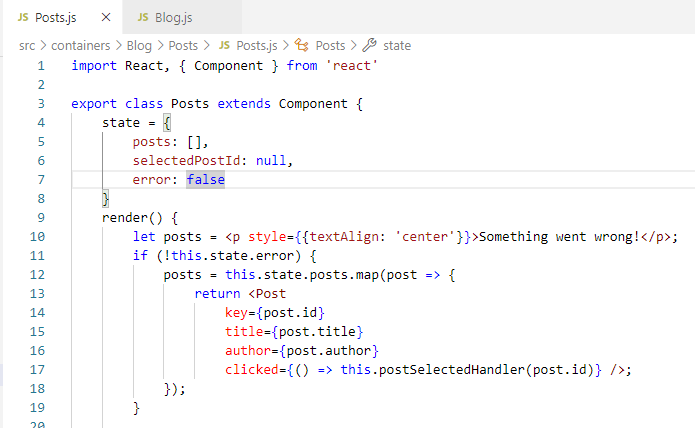 JS Posts.js × JS Blog.js
src > containers > Blog > Posts > JS Posts.js > Posts > state
1 import React, { Component } from 'react'
2
3 export class Posts extends Component {
4 state = {
5 posts: [],
6 selectedPostId: null,
7 error: false
8 }
9 render() {
10 let posts = <p style={{textAlign: 'center'}}>Something went wrong!</p>;
11 if (!this.state.error) {
12 posts = this.state.posts.map(post => {
13 return <Post
14 key={post.id}
15 title={post.title}
16 author={post.author}
17 clicked={() => this.postSelectedHandler(post.id)} />;
18 });
19 }
20